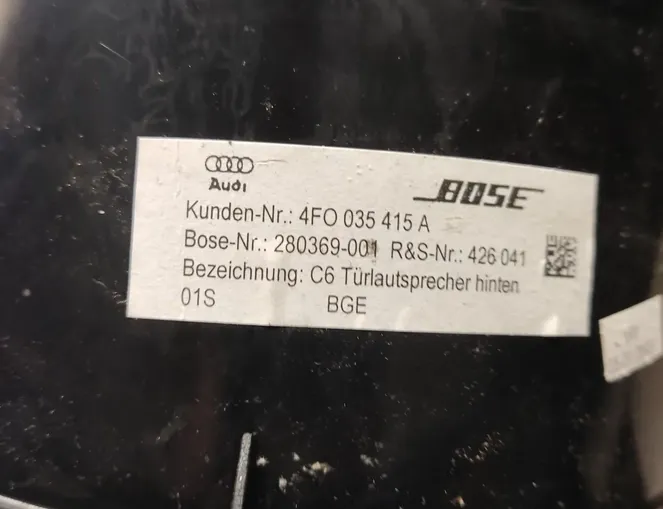 Audi
BOSE
Kunden-Nr.: 4FO 035 415 A
Bose-Nr.: 280369-001 R&S-Nr.: 426 041
Bezeichnung: C6 Türlautsprecher hinten
01S BGE